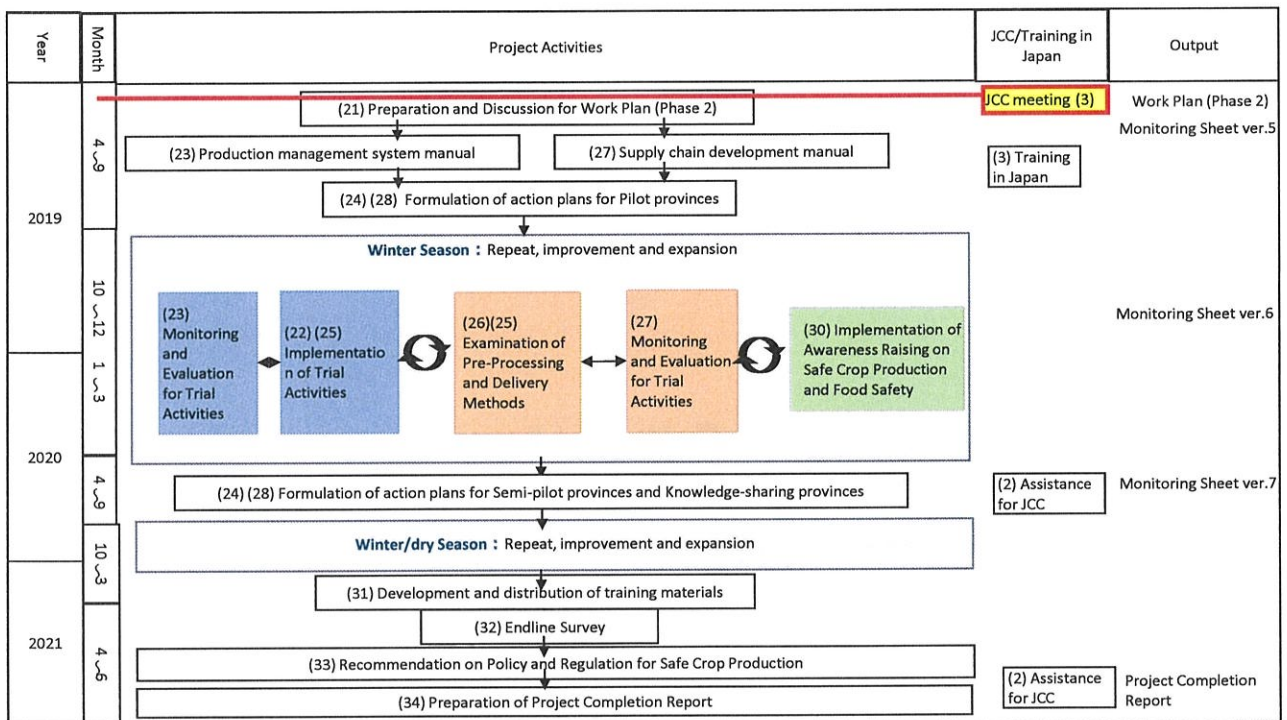 Year
Month
Project Activities
JCC/Training in
Japan
Output
2019
4~9
(21) Preparation and Discussion for Work Plan (Phase 2)
JCC meeting (3)
Work Plan (Phase 2)
Monitoring Sheet ver.5
(23) Production management system manual
(27) Supply chain development manual
(3) Training
in Japan
(24) (28) Formulation of action plans for Pilot provinces
10~12
Winter Season : Repeat, improvement and expansion
(23)
Monitoring
and
Evaluation
for Trial
Activities
(22) (25)
Implementatio
n of Trial
Activities
(26)(25)
Examination of
Pre-Processing
and Delivery
Methods
(27)
Monitoring
and Evaluation
for Trial
Activities
(30) Implementation of
Awareness Raising on
Safe Crop Production
and Food Safety
Monitoring Sheet ver.6
2020
1~3
4~9
(24) (28) Formulation of action plans for Semi-pilot provinces and Knowledge-sharing provinces
(2) Assistance
for JCC
Monitoring Sheet ver.7
10~3
Winter/dry Season : Repeat, improvement and expansion
2021
(31) Development and distribution of training materials
4~6
(32) Endline Survey
(33) Recommendation on Policy and Regulation for Safe Crop Production
(34) Preparation of Project Completion Report
(2) Assistance
for JCC
Project Completion
Report